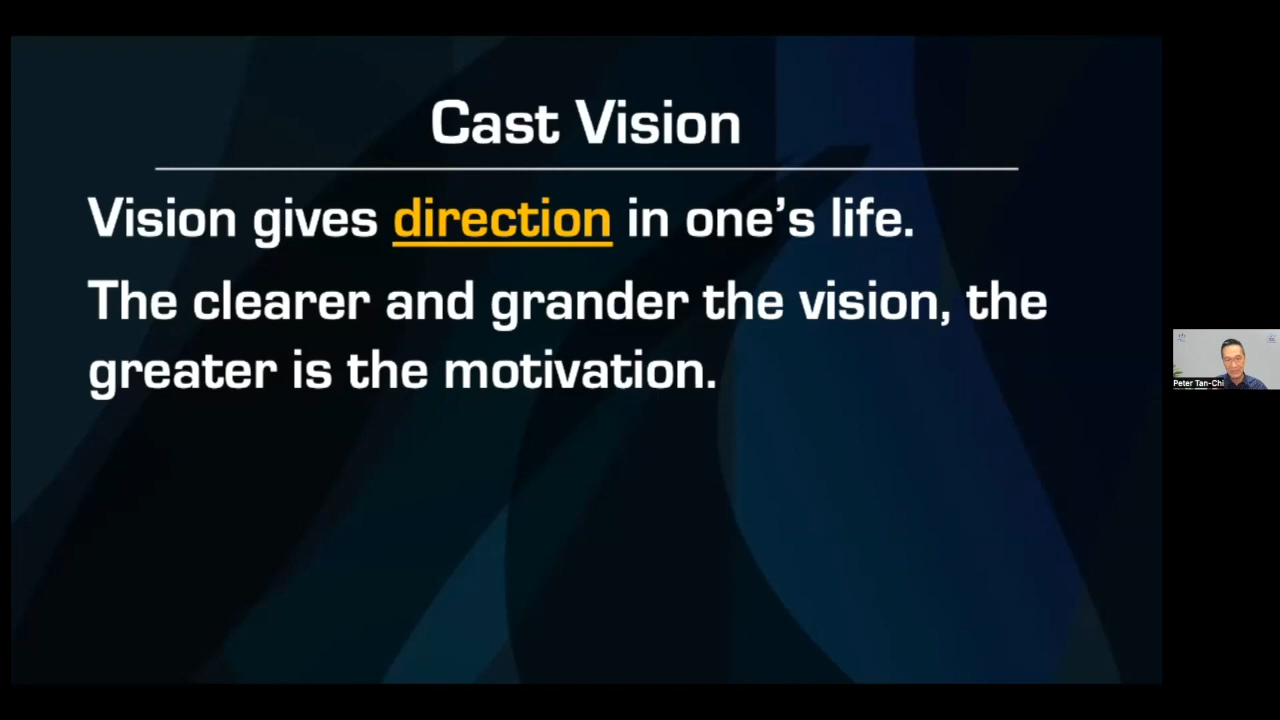 Cast Vision
Vision gives direction in one’s life.
The clearer and grander the vision, the
greater is the motivation.
Peter Tan-Chi